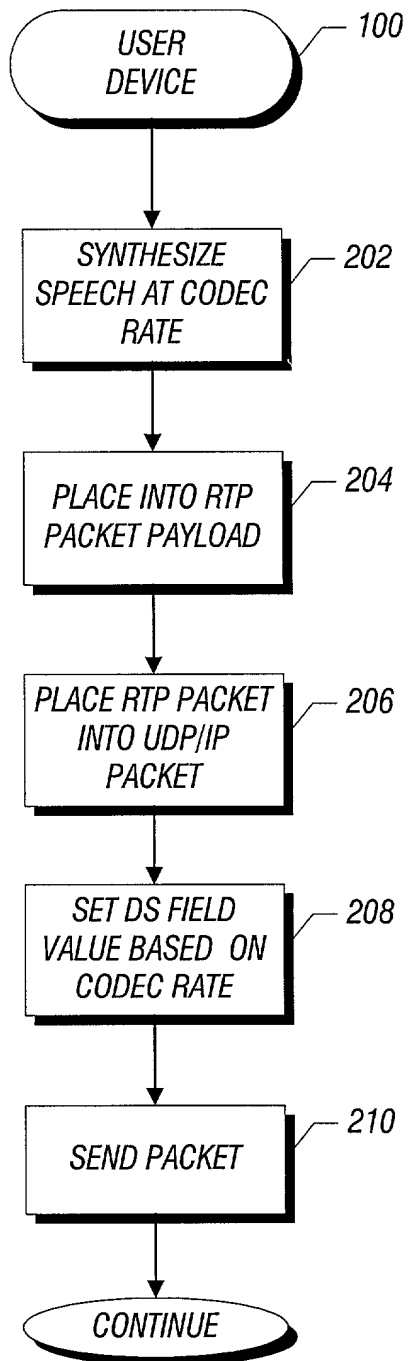 USER
DEVICE
100
SYNTHESIZE
SPEECH AT CODEC
RATE
202
PLACE INTO RTP
PACKET PAYLOAD
204
PLACE RTP PACKET
INTO UDP/IP
PACKET
206
SET DS FIELD
VALUE BASED ON
CODEC RATE
208
SEND PACKET
210
CONTINUE